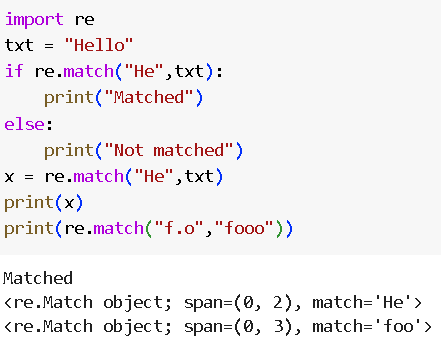 import re
txt = "Hello"
if re.match("He",txt):
    print("Matched")
else:
    print("Not matched")
x = re.match("He",txt)
print(x)
print(re.match("f.o","fooo"))
Matched
<re.Match object; span=(0, 2), match='He'>
<re.Match object; span=(0, 3), match='foo'>